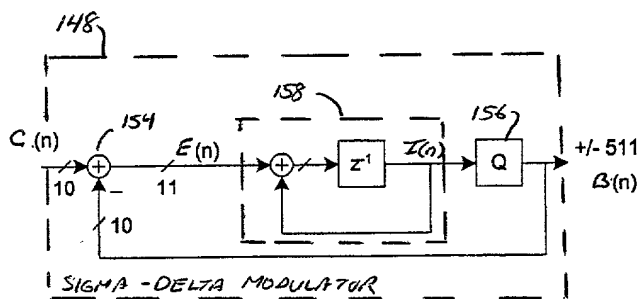 148
154
158
156
C.(n)
E(n)
I(n)
+/- 511
B.(n)
10
11
+
+
z-1
Q
−
10
SIGMA-DELTA MODULATOR